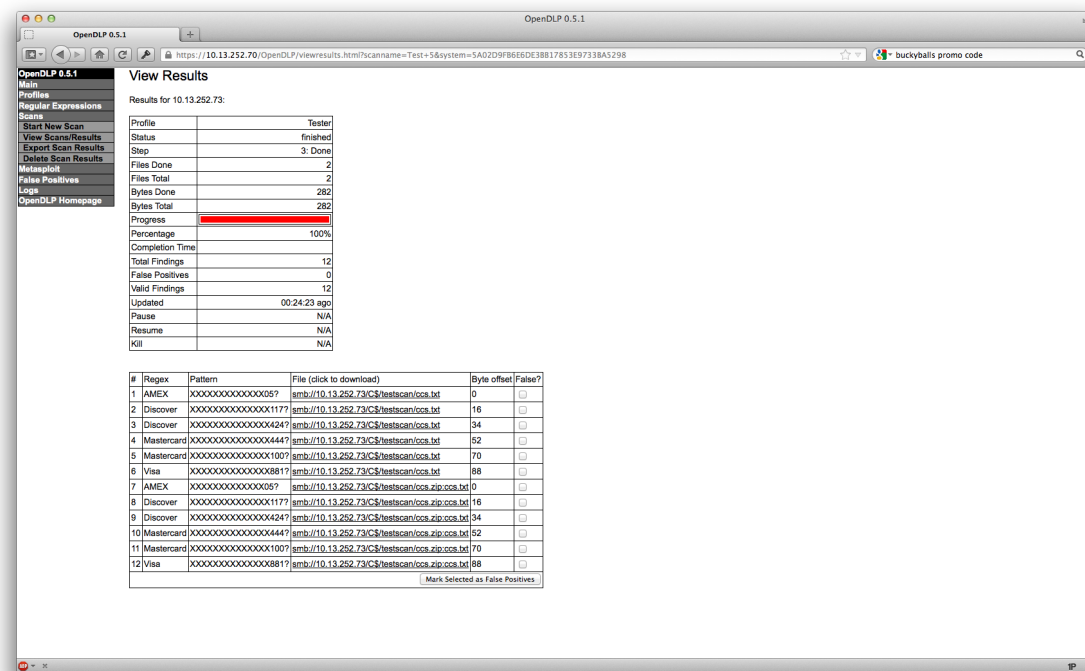 OpenDLP 0.5.1
OpenDLP 0.5.1
https://10.13.252.70/OpenDLP/viewresults.html?scanname=Test+5&system=5A02D9FB6E6DE3BB17853E9733BA5298
buckyballs promo code
OpenDLP 0.5.1
Main
Profiles
Regular Expressions
Scans
Start New Scan
View Scans/Results
Export Scan Results
Delete Scan Results
Metasploit
False Positives
Logs
OpenDLP Homepage
View Results
Results for 10.13.252.73:
Profile Tester
Status finished
Step 3: Done
Files Done 2
Files Total 2
Bytes Done 282
Bytes Total 282
Progress
Percentage 100%
Completion Time
Total Findings 12
False Positives 0
Valid Findings 12
Updated 00:24:23 ago
Pause N/A
Resume N/A
Kill N/A
# Regex Pattern File (click to download) Byte offset False?
1 AMEX XXXXXXXXXXXXX05? smb://10.13.252.73/C$/testscan/ccs.txt 0
2 Discover XXXXXXXXXXXXXX117? smb://10.13.252.73/C$/testscan/ccs.txt 16
3 Discover XXXXXXXXXXXXXX424? smb://10.13.252.73/C$/testscan/ccs.txt 34
4 Mastercard XXXXXXXXXXXXXX444? smb://10.13.252.73/C$/testscan/ccs.txt 52
5 Mastercard XXXXXXXXXXXXXX100? smb://10.13.252.73/C$/testscan/ccs.txt 70
6 Visa XXXXXXXXXXXXXX881? smb://10.13.252.73/C$/testscan/ccs.txt 88
7 AMEX XXXXXXXXXXXXX05? smb://10.13.252.73/C$/testscan/ccs.zip:ccs.txt 0
8 Discover XXXXXXXXXXXXXX117? smb://10.13.252.73/C$/testscan/ccs.zip:ccs.txt 16
9 Discover XXXXXXXXXXXXXX424? smb://10.13.252.73/C$/testscan/ccs.zip:ccs.txt 34
10 Mastercard XXXXXXXXXXXXXX444? smb://10.13.252.73/C$/testscan/ccs.zip:ccs.txt 52
11 Mastercard XXXXXXXXXXXXXX100? smb://10.13.252.73/C$/testscan/ccs.zip:ccs.txt 70
12 Visa XXXXXXXXXXXXXX881? smb://10.13.252.73/C$/testscan/ccs.zip:ccs.txt 88
Mark Selected as False Positives
ABP
1P